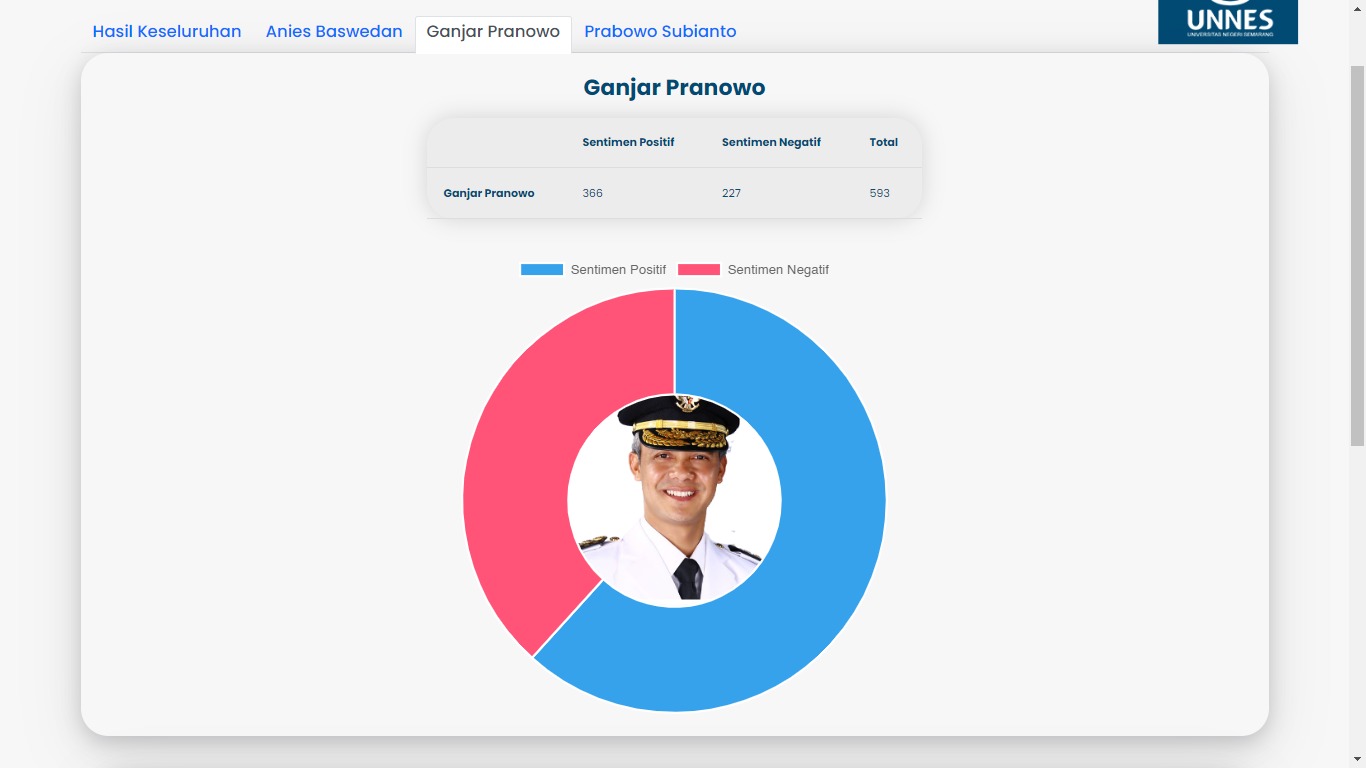 UNNES
UNIVERSITAS NEGERI SEMARANG
Hasil Keseluruhan Anies Baswedan Ganjar Pranowo Prabowo Subianto
Ganjar Pranowo
Sentimen Positif Sentimen Negatif Total
Ganjar Pranowo 366 227 593
Sentimen Positif Sentimen Negatif